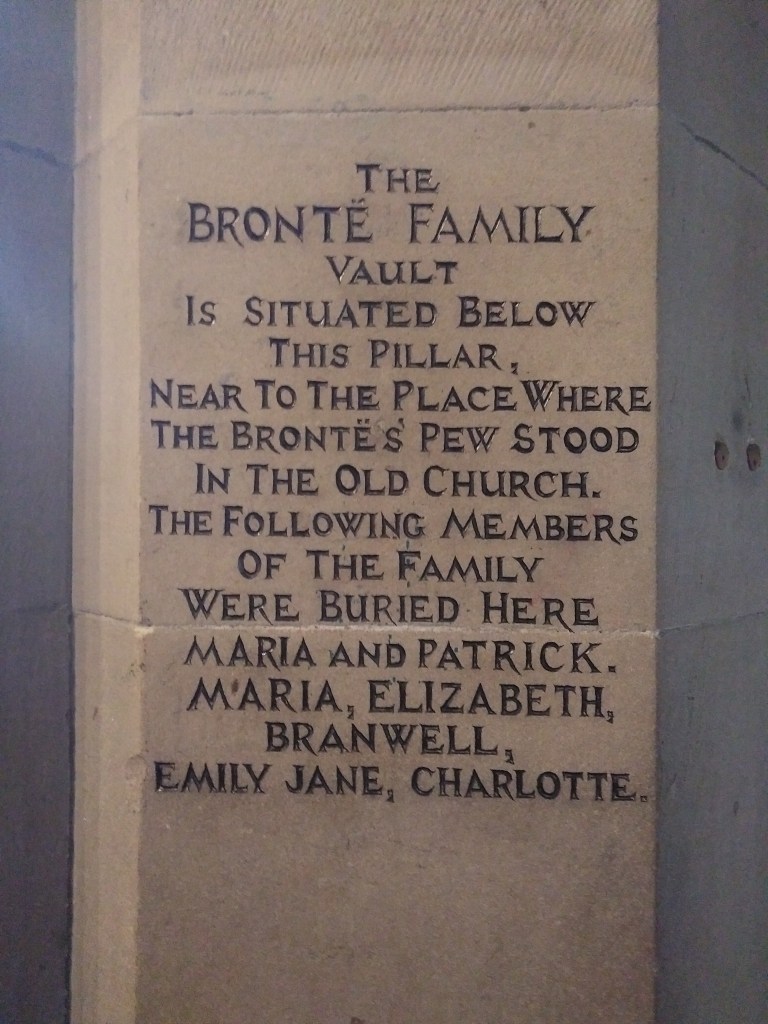 THE
BRONTË FAMILY
VAULT
IS SITUATED BELOW
THIS PILLAR,
NEAR TO THE PLACE WHERE
THE BRONTËS' PEW STOOD
IN THE OLD CHURCH.
THE FOLLOWING MEMBERS
OF THE FAMILY
WERE BURIED HERE
MARIA AND PATRICK.
MARIA, ELIZABETH,
BRANWELL,
EMILY JANE, CHARLOTTE.